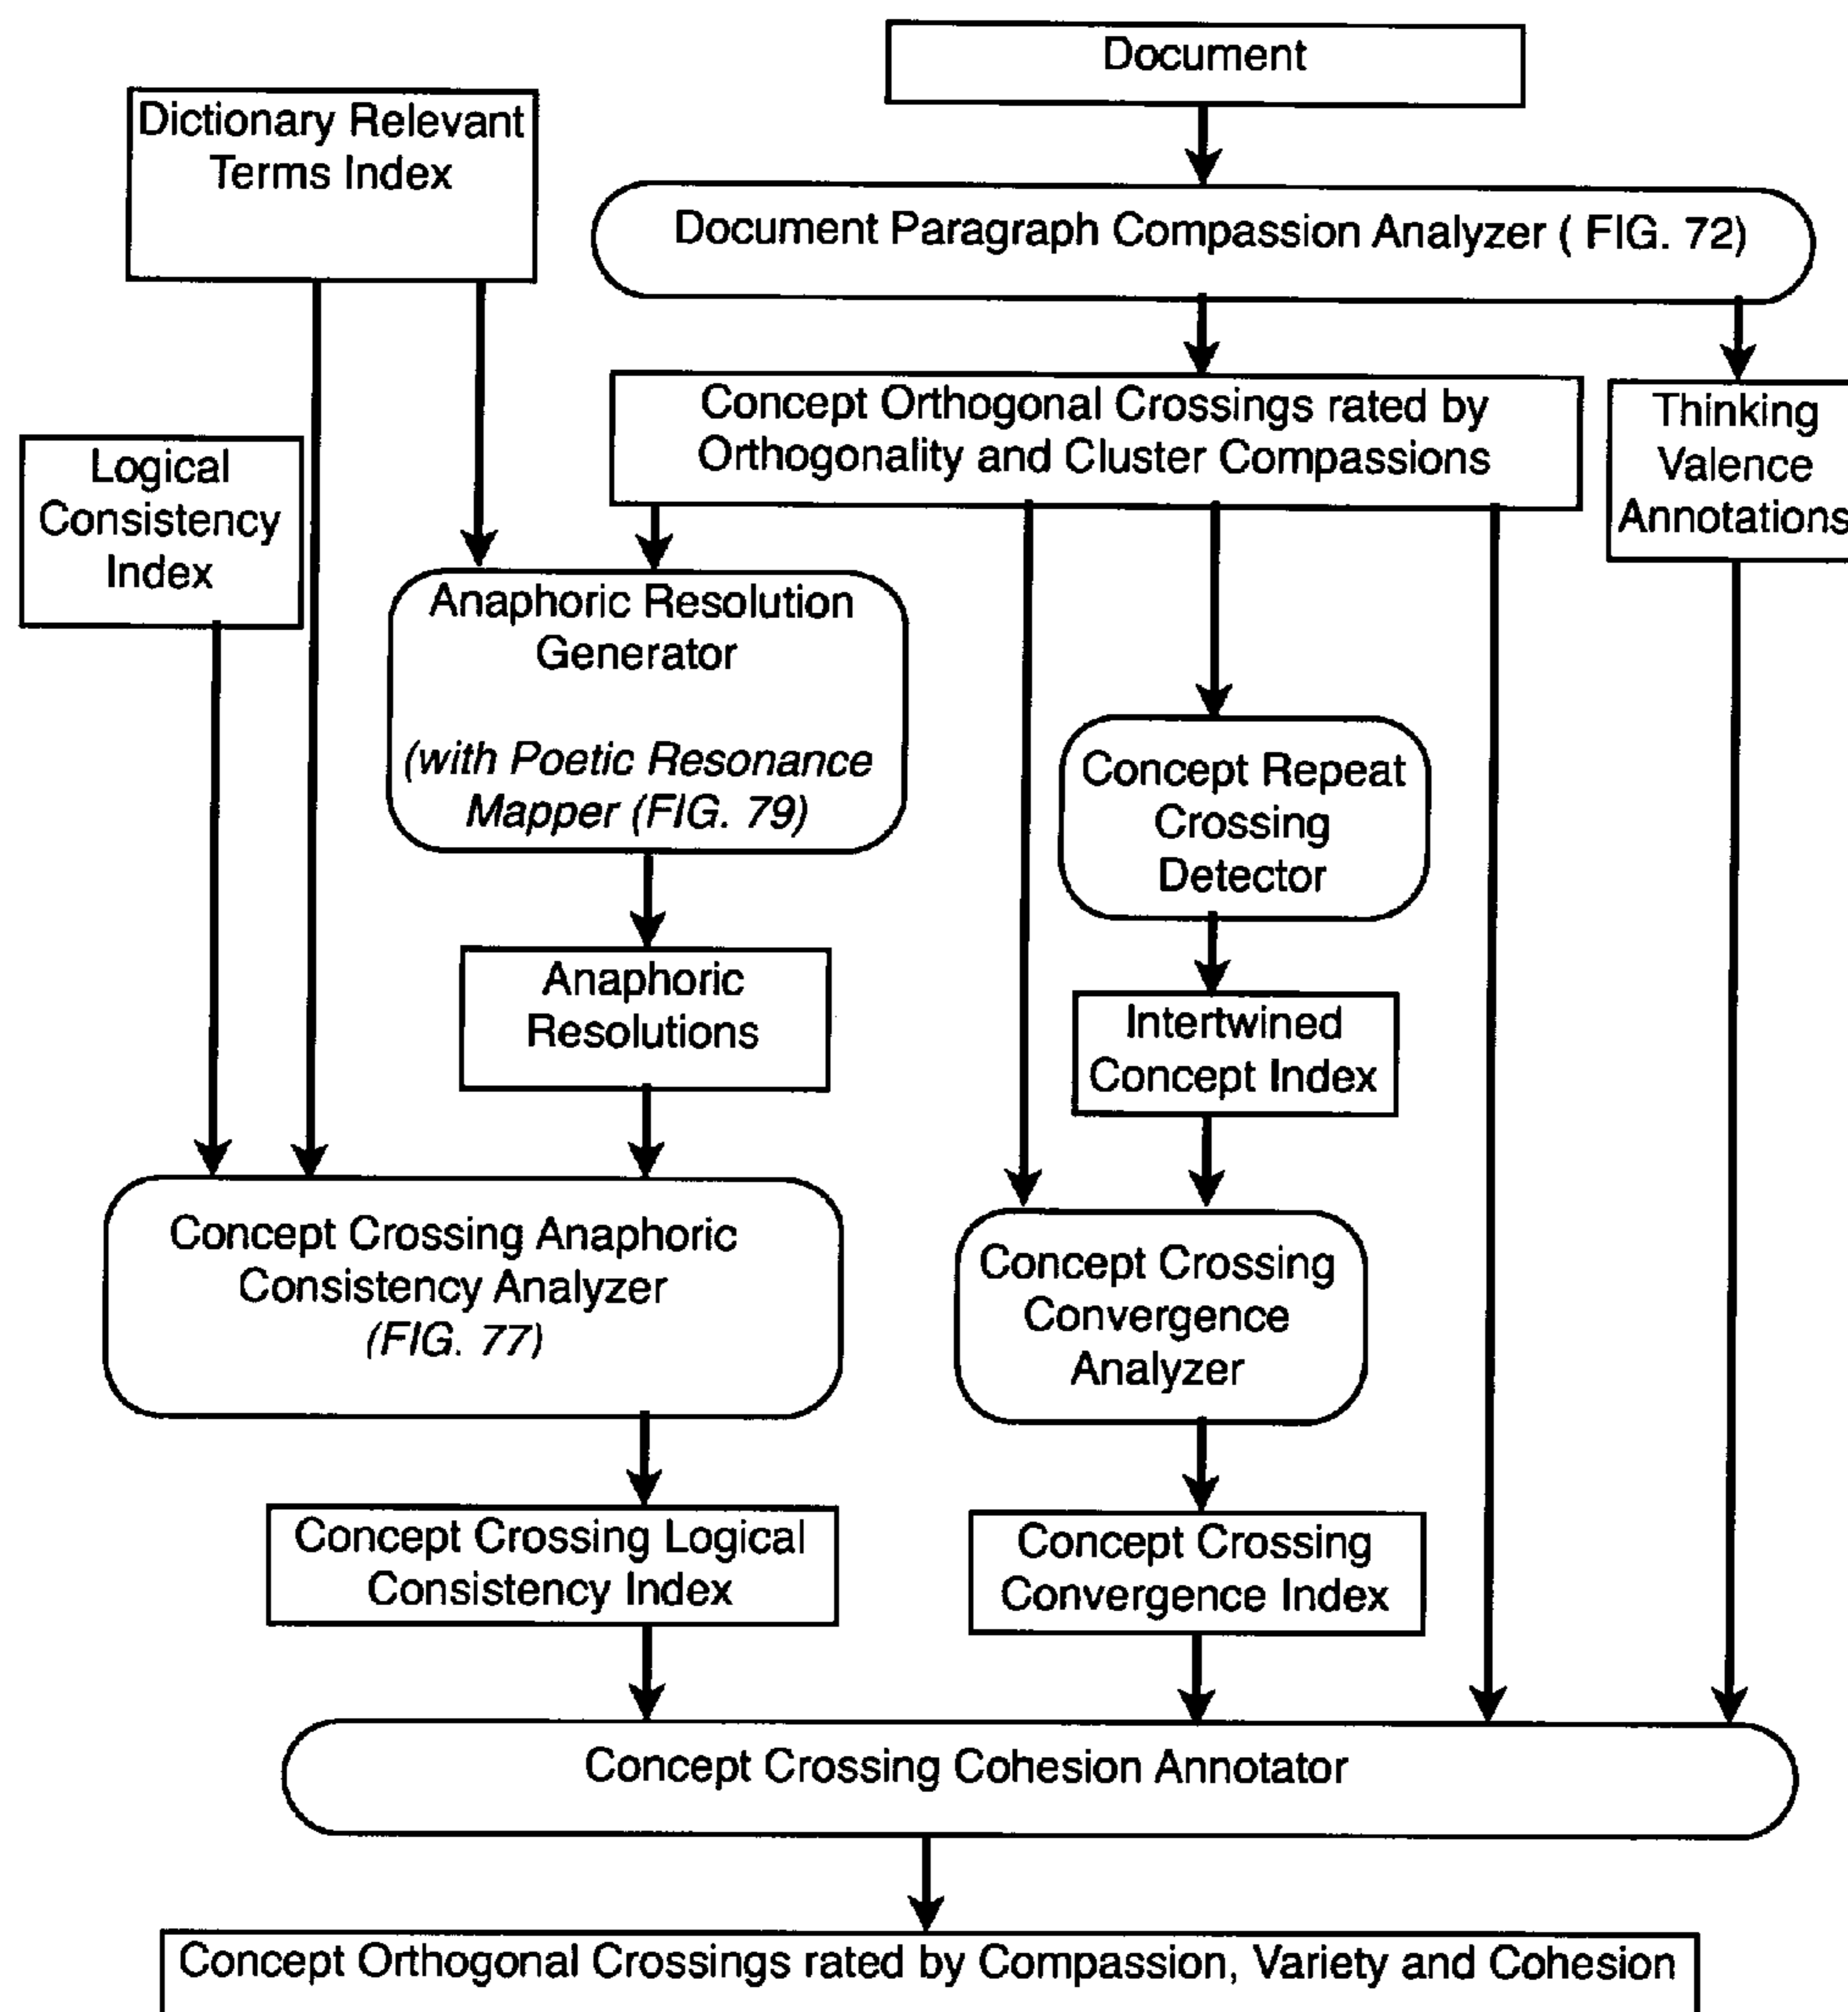 Document
Dictionary Relevant
Terms Index
Document Paragraph Compassion Analyzer ( FIG. 72)
Concept Orthogonal Crossings rated by
Orthogonality and Cluster Compassions
Thinking
Valence
Annotations
Logical
Consistency
Index
Anaphoric Resolution
Generator
(with Poetic Resonance
Mapper (FIG. 79)
Concept Repeat
Crossing
Detector
Anaphoric
Resolutions
Intertwined
Concept Index
Concept Crossing Anaphoric
Consistency Analyzer
(FIG. 77)
Concept Crossing
Convergence
Analyzer
Concept Crossing Logical
Consistency Index
Concept Crossing
Convergence Index
Concept Crossing Cohesion Annotator
Concept Orthogonal Crossings rated by Compassion, Variety and Cohesion